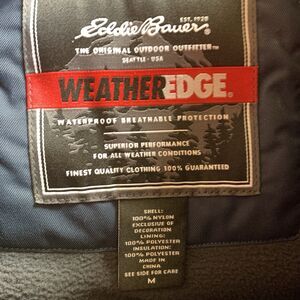 Eddie Bauer®
EST. 1920
THE ORIGINAL OUTDOOR OUTFITTER™
SEATTLE · USA
WEATHEREDGE®
WATERPROOF BREATHABLE PROTECTION
SUPERIOR PERFORMANCE
FOR ALL WEATHER CONDITIONS
FINEST QUALITY CLOTHING 100% GUARANTEED
SHELL:
100% NYLON
EXCLUSIVE OF
DECORATION
LINING:
100% POLYESTER
INSULATION:
100% POLYESTER
MADE IN
CHINA
SEE SIDE FOR CARE
M